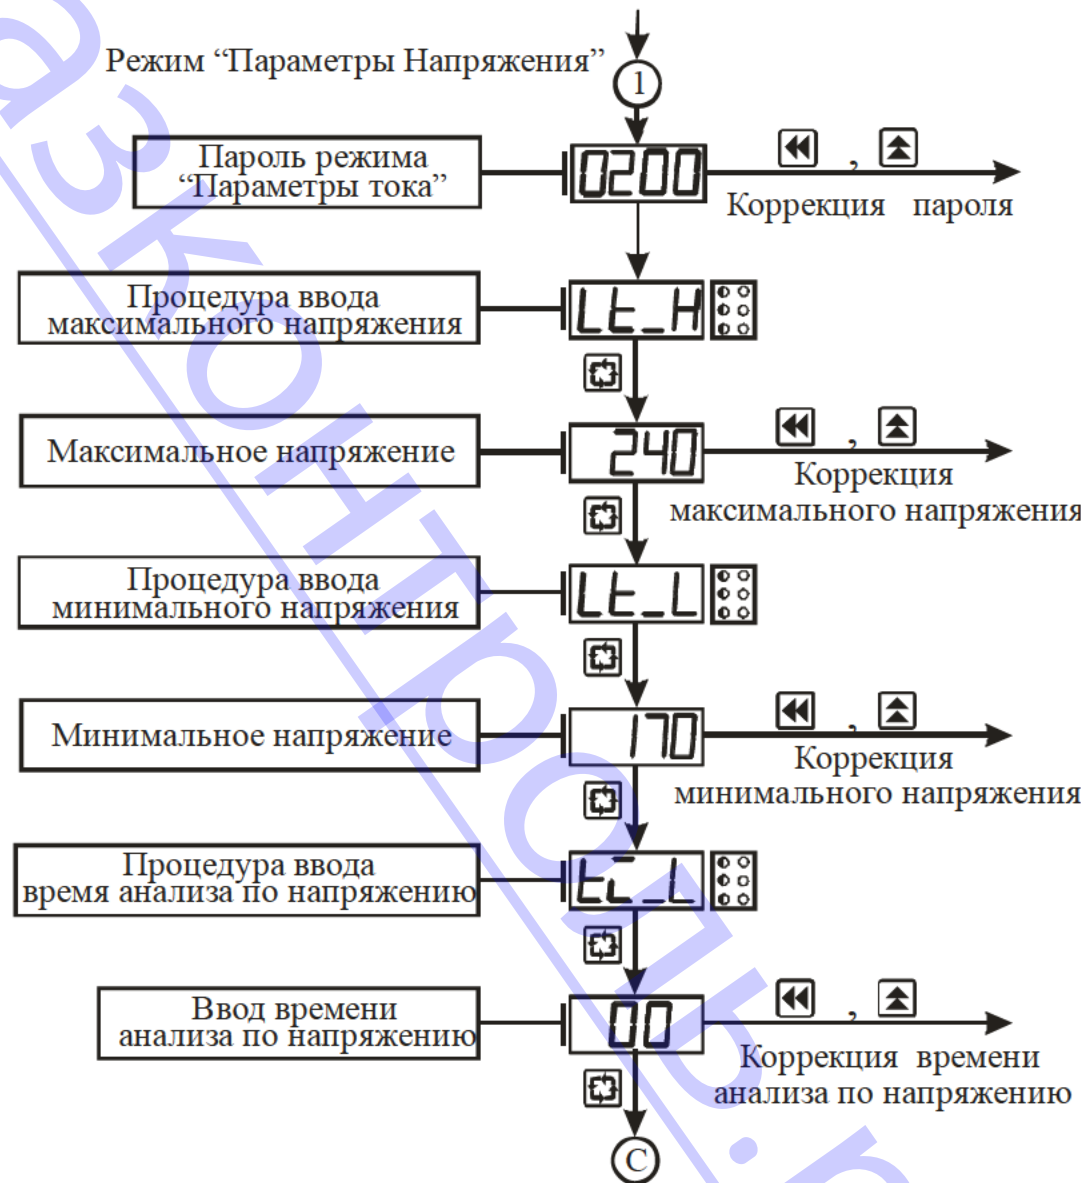 Режим “Параметры Напряжения”
1
Пароль режима
“Параметры тока”
0200
,
Коррекция пароля
Процедура ввода
максимального напряжения
Lt_H
Максимальное напряжение
240
,
Коррекция
максимального напряжения
Процедура ввода
минимального напряжения
Lt_L
Минимальное напряжение
170
,
Коррекция
минимального напряжения
Процедура ввода
время анализа по напряжению
Ввод времени
анализа по напряжению
00
,
Коррекция времени
анализа по напряжению
С